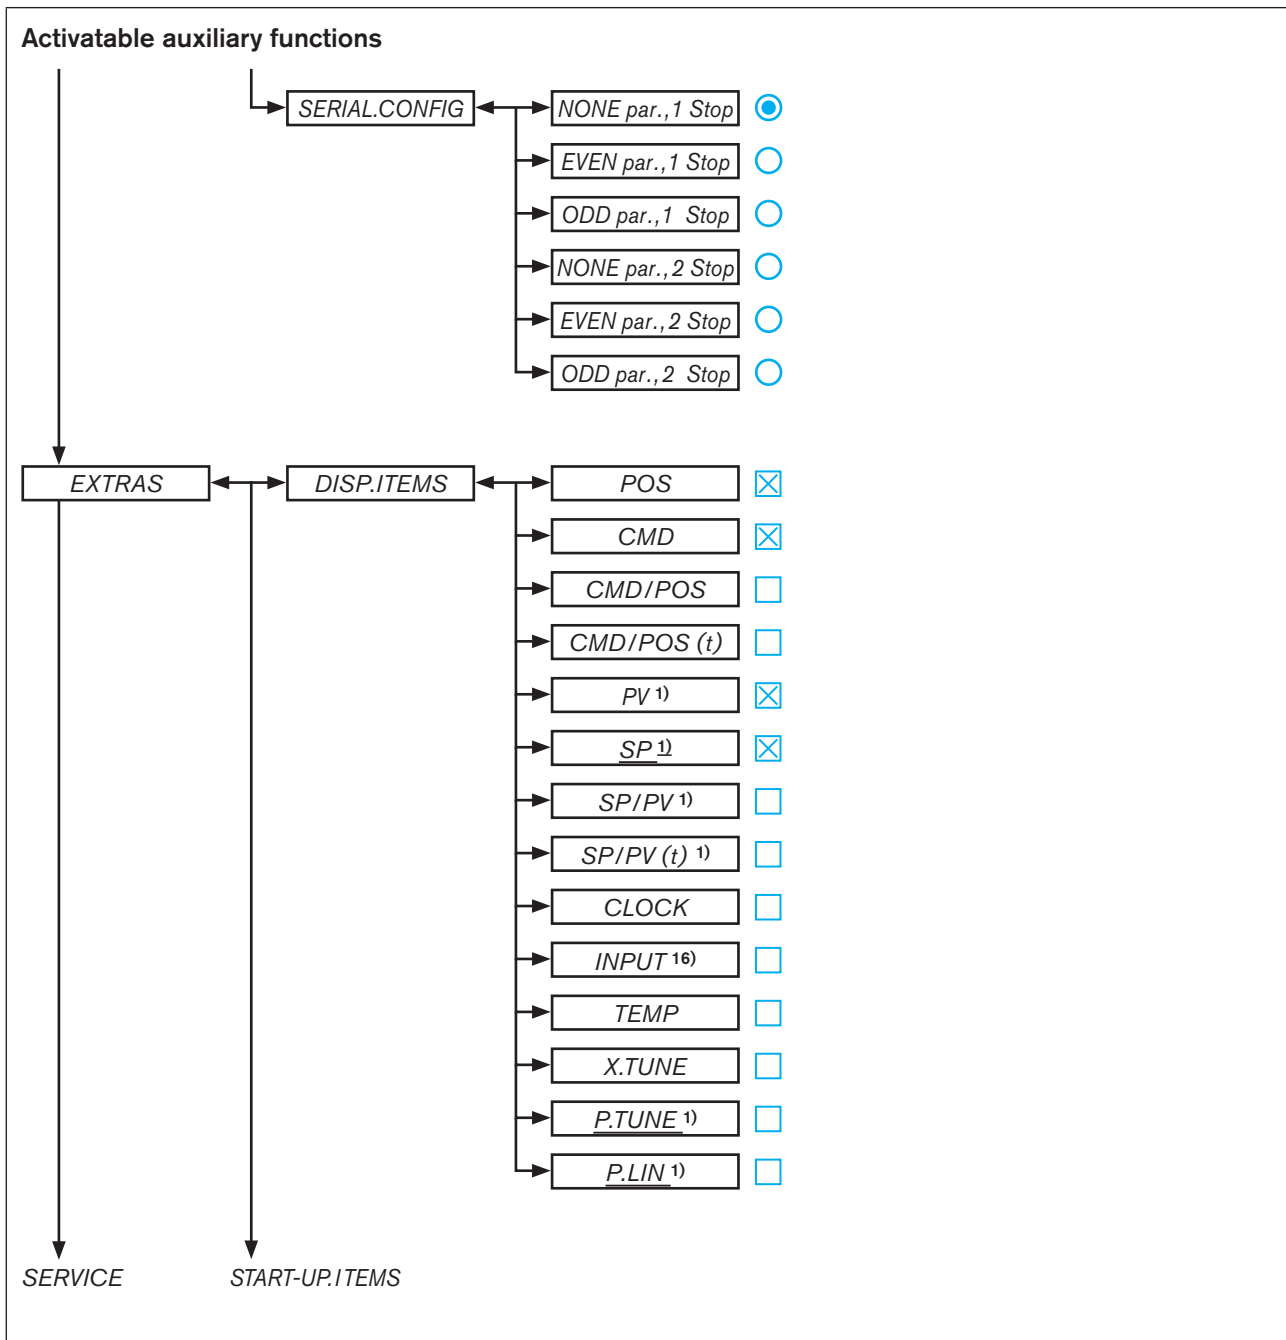 Activatable auxiliary functions
SERIAL.CONFIG NONE par.,1 Stop
EVEN par.,1 Stop
ODD par.,1 Stop
NONE par.,2 Stop
EVEN par.,2 Stop
ODD par.,2 Stop
EXTRAS DISP.ITEMS POS
CMD
CMD/POS
CMD/POS (t)
PV 1)
SP 1)
SP/PV 1)
SP/PV (t) 1)
CLOCK
INPUT 16)
TEMP
X.TUNE
P.TUNE 1)
P.LIN 1)
SERVICE START-UP.ITEMS